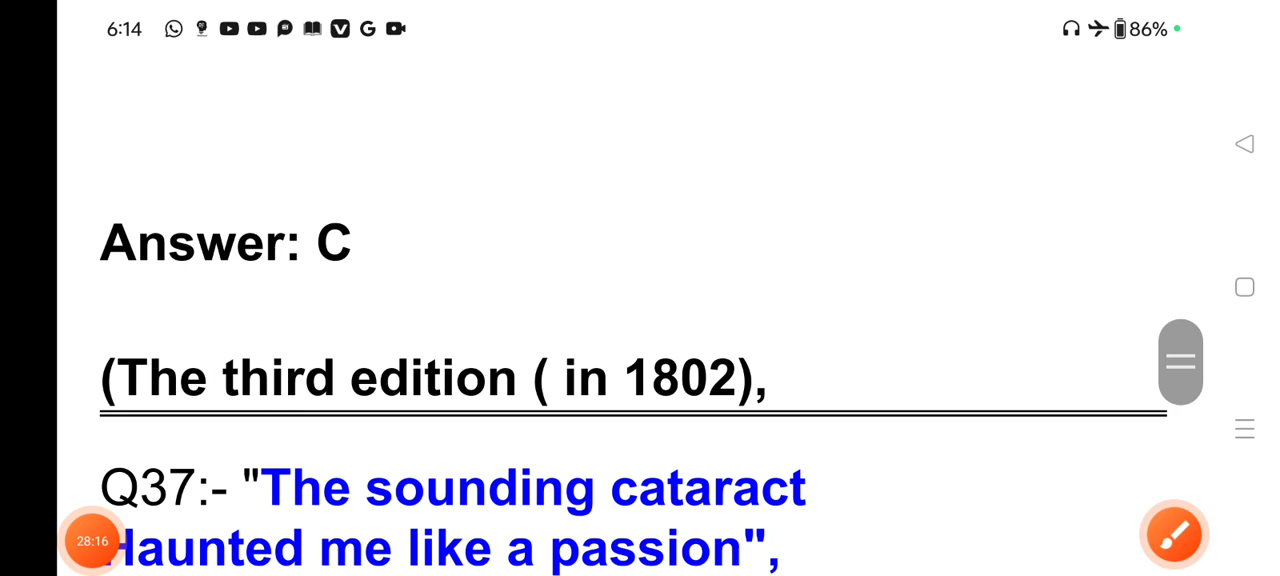 6:14 86%
Answer: C
(The third edition ( in 1802),
Q37:- "The sounding cataract
28:16
Haunted me like a passion",